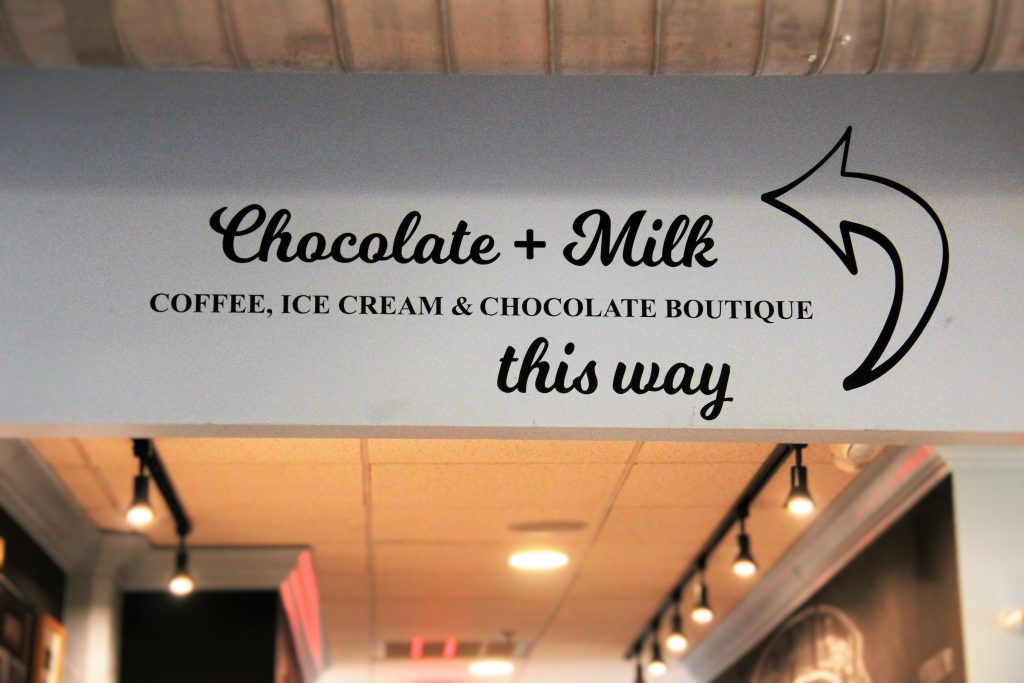 Chocolate + Milk
COFFEE, ICE CREAM & CHOCOLATE BOUTIQUE
this way